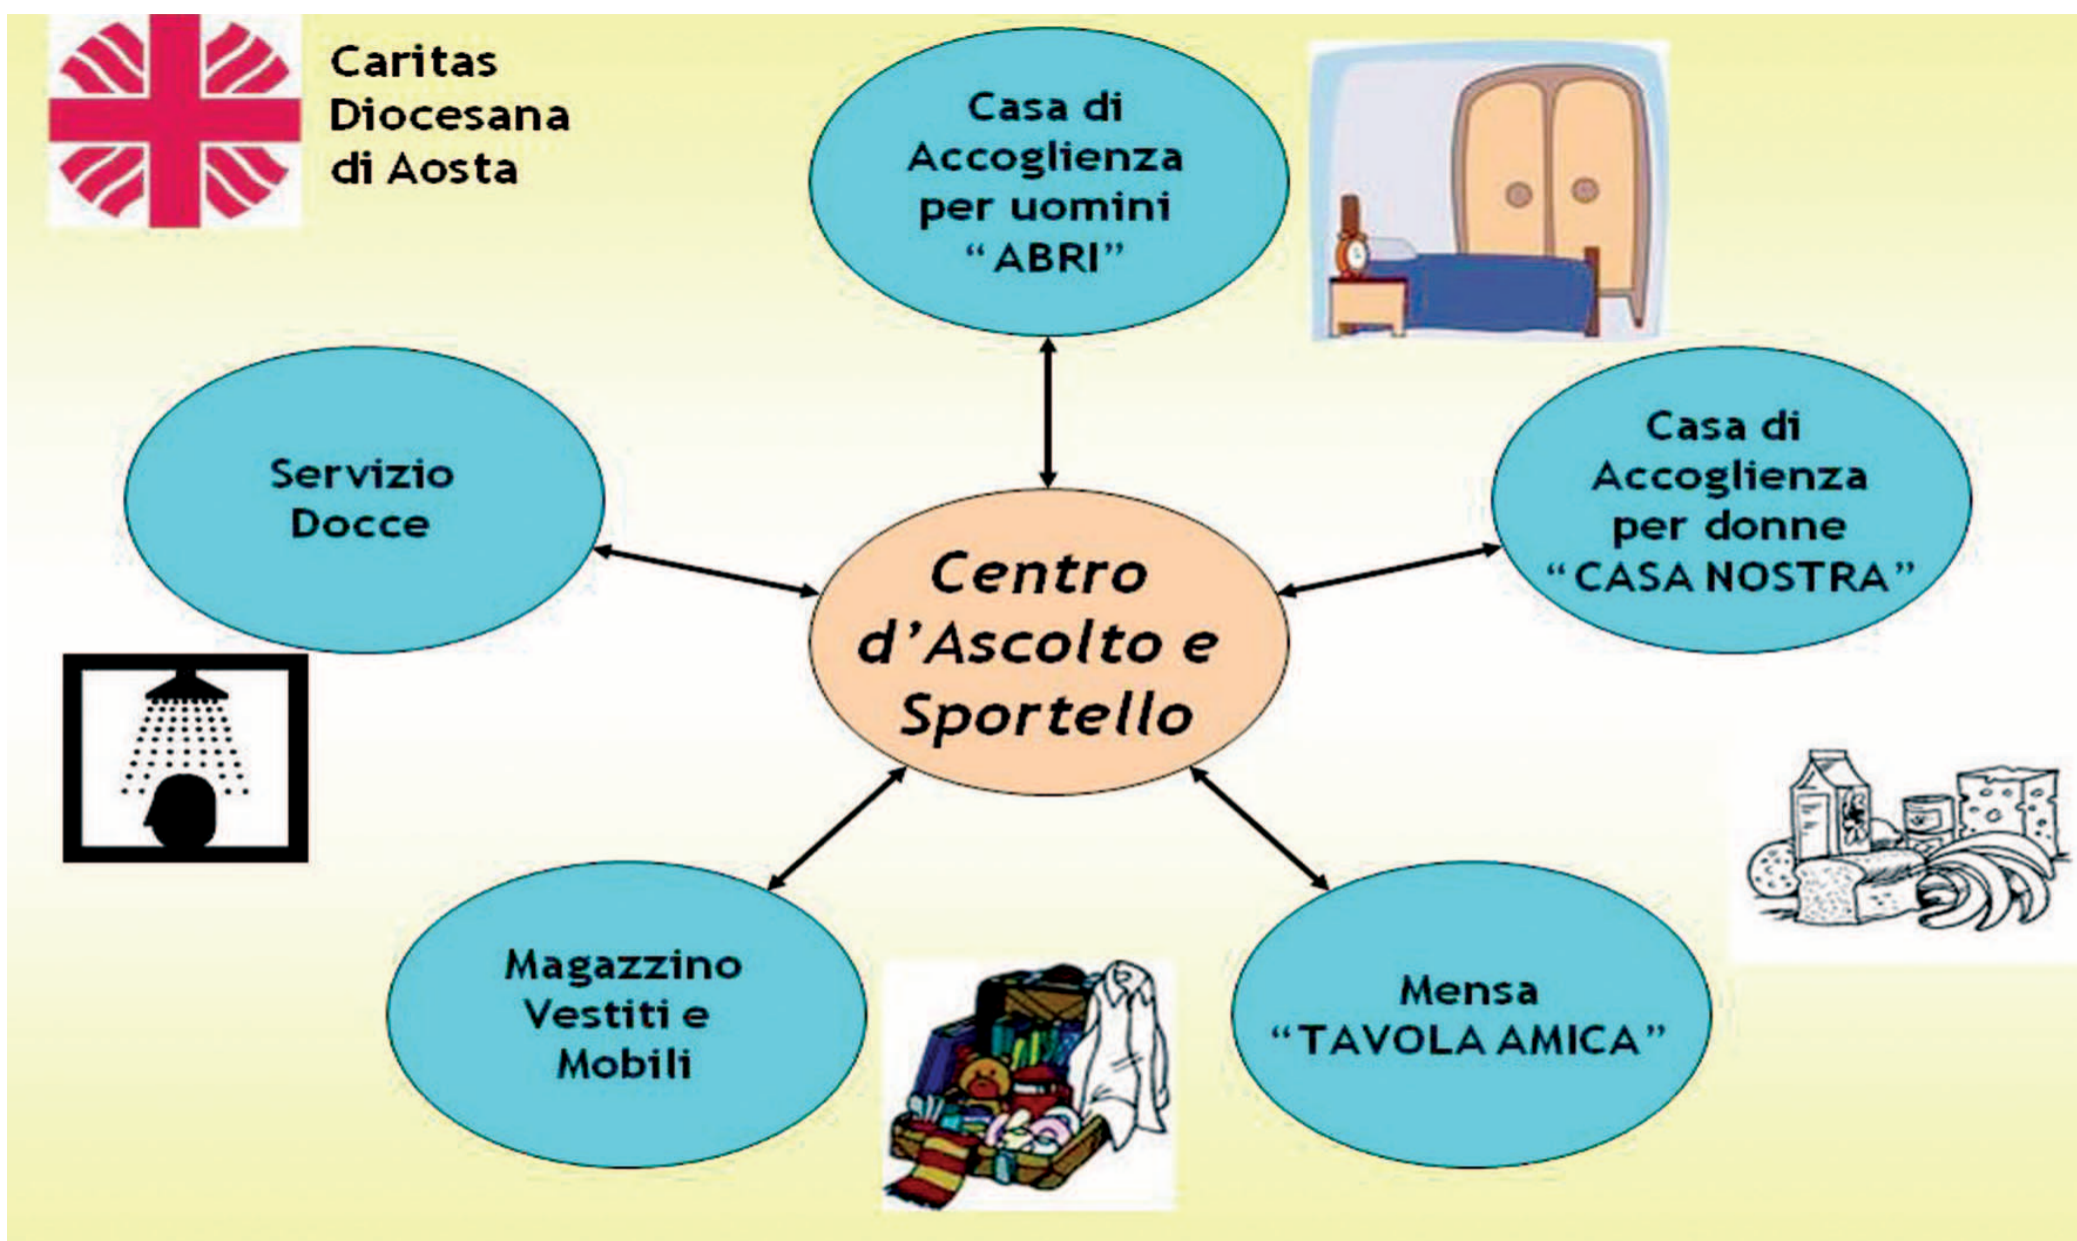 Caritas
Diocesana
di Aosta
Casa di
Accoglienza
per uomini
“ABRI”
Servizio
Docce
Casa di
Accoglienza
per donne
“CASA NOSTRA”
Centro
d’Ascolto e
Sportello
Magazzino
Vestiti e
Mobili
Mensa
“TAVOLA AMICA”